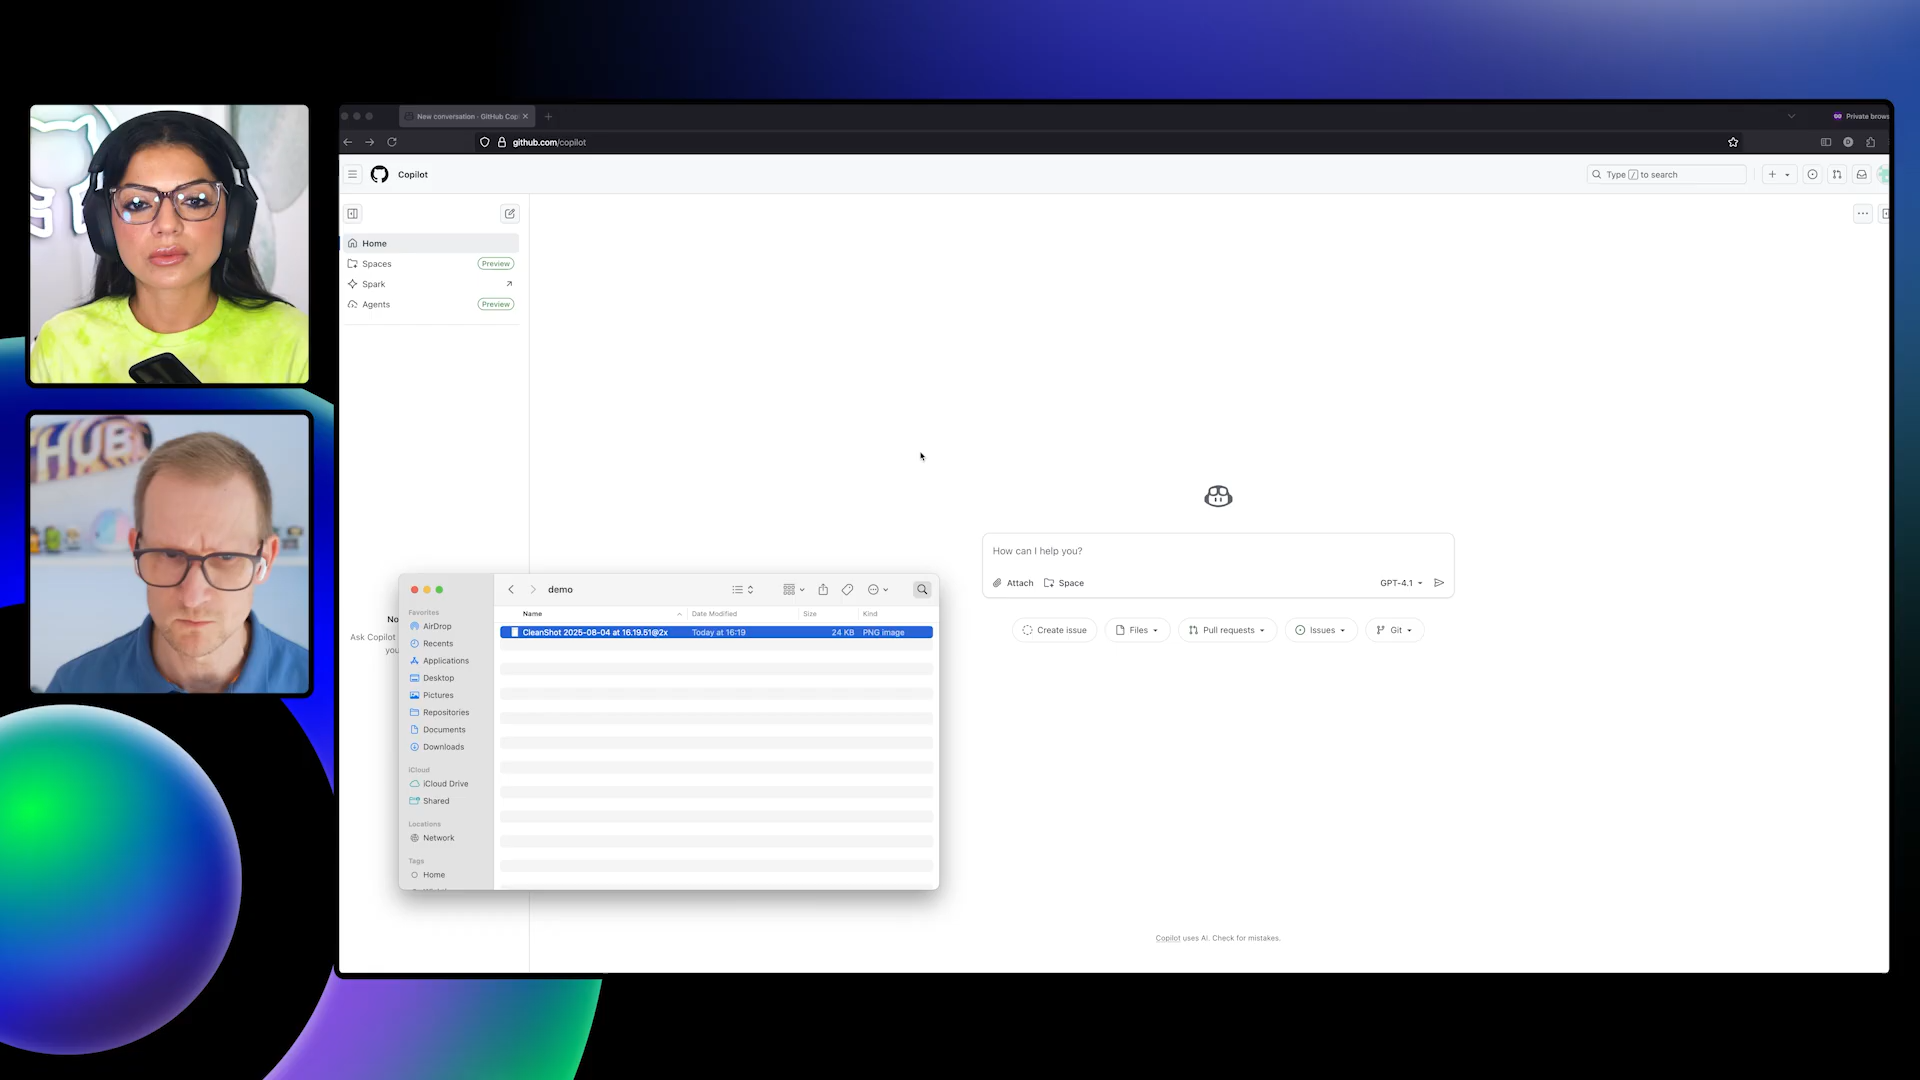 New conversation · GitHub Cop
Private brows
github.com/copilot
Copilot
Type / to search
Home
Spaces Preview
Spark
Agents Preview
No
Ask Copilot
you
How can I help you?
Attach Space GPT-4.1
Create issue Files Pull requests Issues Git
Copilot uses AI. Check for mistakes.
demo
Name Date Modified Size Kind
CleanShot 2025-08-04 at 16.19.51@2x Today at 16:19 24 KB PNG image
Favorites
AirDrop
Recents
Applications
Desktop
Pictures
Repositories
Documents
Downloads
iCloud
iCloud Drive
Shared
Locations
Network
Tags
Home
HUB